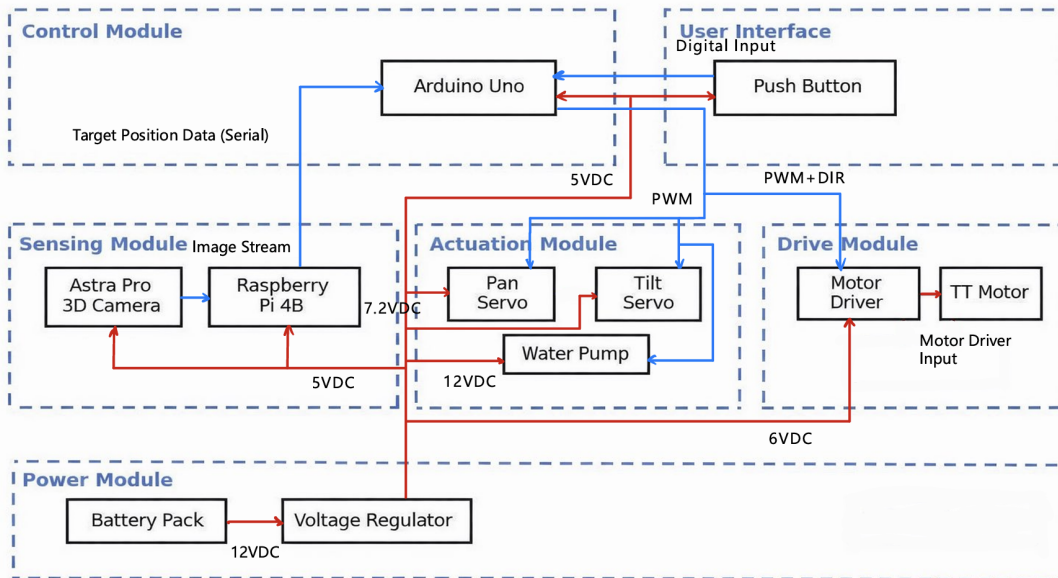 Control Module
User Interface
Digital Input
Arduino Uno
Push Button
Target Position Data (Serial)
5VDC
PWM
PWM+DIR
Sensing Module
Image Stream
Actuation Module
Drive Module
Astra Pro
3D Camera
Raspberry
Pi 4B
7.2VDC
Pan
Servo
Tilt
Servo
Motor
Driver
TT Motor
Water Pump
Motor Driver
Input
5VDC
12VDC
6VDC
Power Module
Battery Pack
Voltage Regulator
12VDC